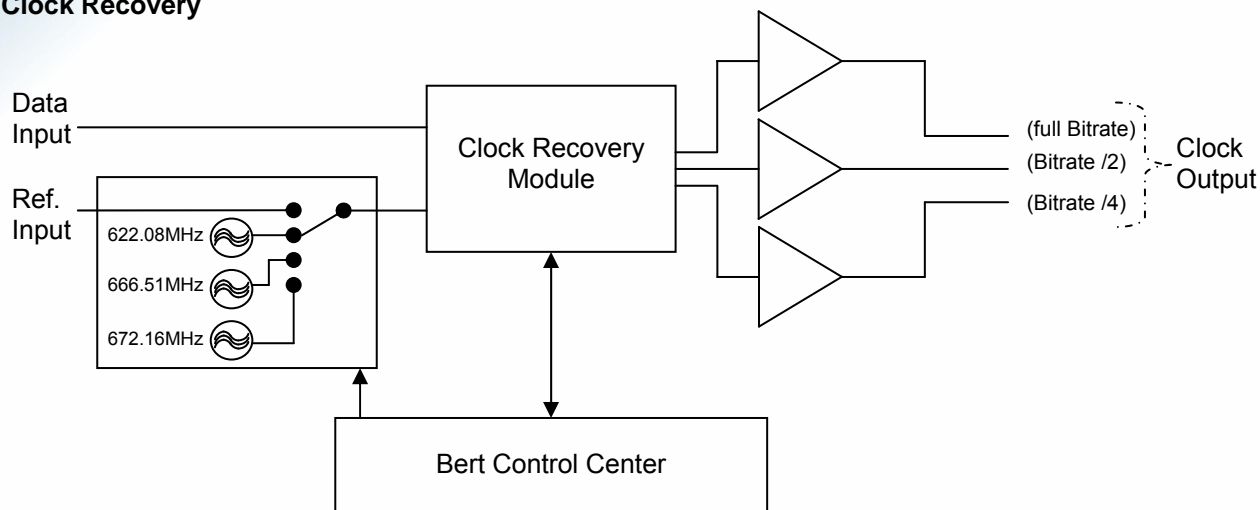 Clock Recovery
Data
Input
Ref.
Input
622.08MHz
666.51MHz
672.16MHz
Clock Recovery
Module
(full Bitrate)
(Bitrate /2)
(Bitrate /4)
Clock
Output
Bert Control Center